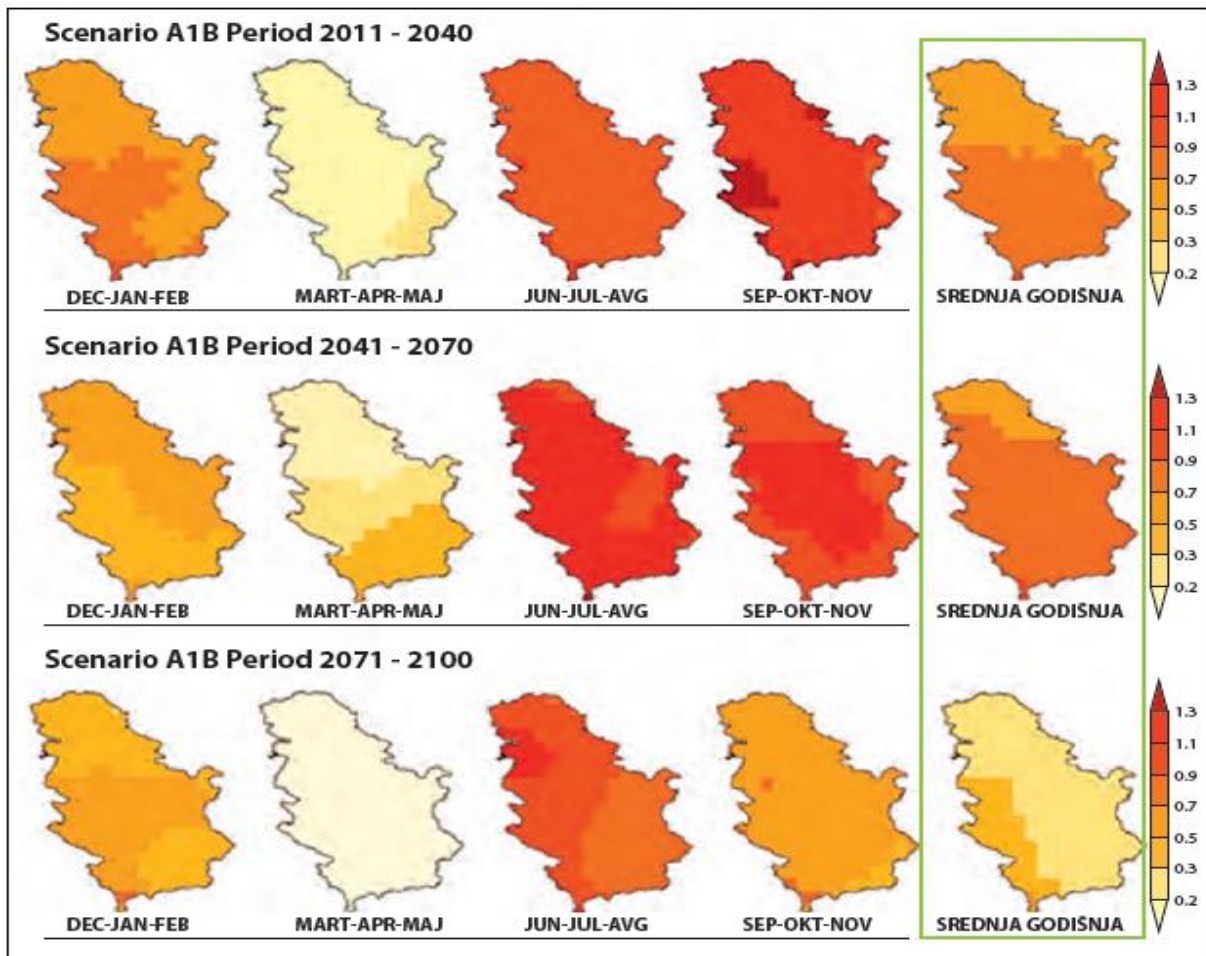 Scenario A1B Period 2011 - 2040
1.3
1.1
0.9
0.7
0.5
0.3
0.2
DEC-JAN-FEB
MART-APR-MAJ
JUN-JUL-AVG
SEP-OKT-NOV
SREDNJA GODIŠNJA
Scenario A1B Period 2041 - 2070
1.3
1.1
0.9
0.7
0.5
0.3
0.2
DEC-JAN-FEB
MART-APR-MAJ
JUN-JUL-AVG
SEP-OKT-NOV
SREDNJA GODIŠNJA
Scenario A1B Period 2071 - 2100
1.3
1.1
0.9
0.7
0.5
0.3
0.2
DEC-JAN-FEB
MART-APR-MAJ
JUN-JUL-AVG
SEP-OKT-NOV
SREDNJA GODIŠNJA